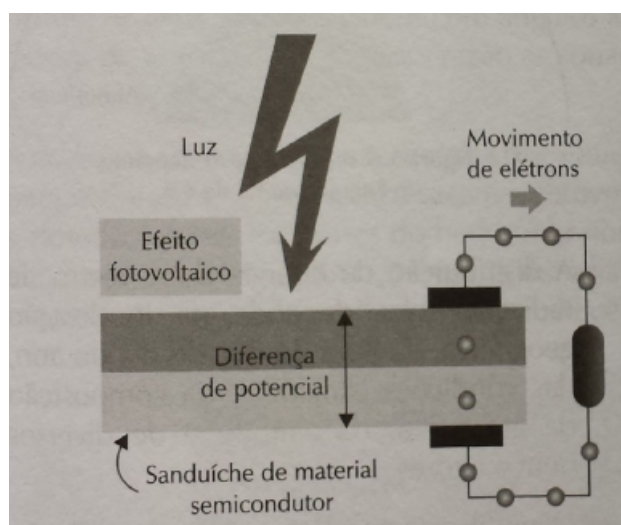 Luz
Movimento
de elétrons
Efeito
fotovoltaico
Diferença
de potencial
Sanduíche de material
semicondutor